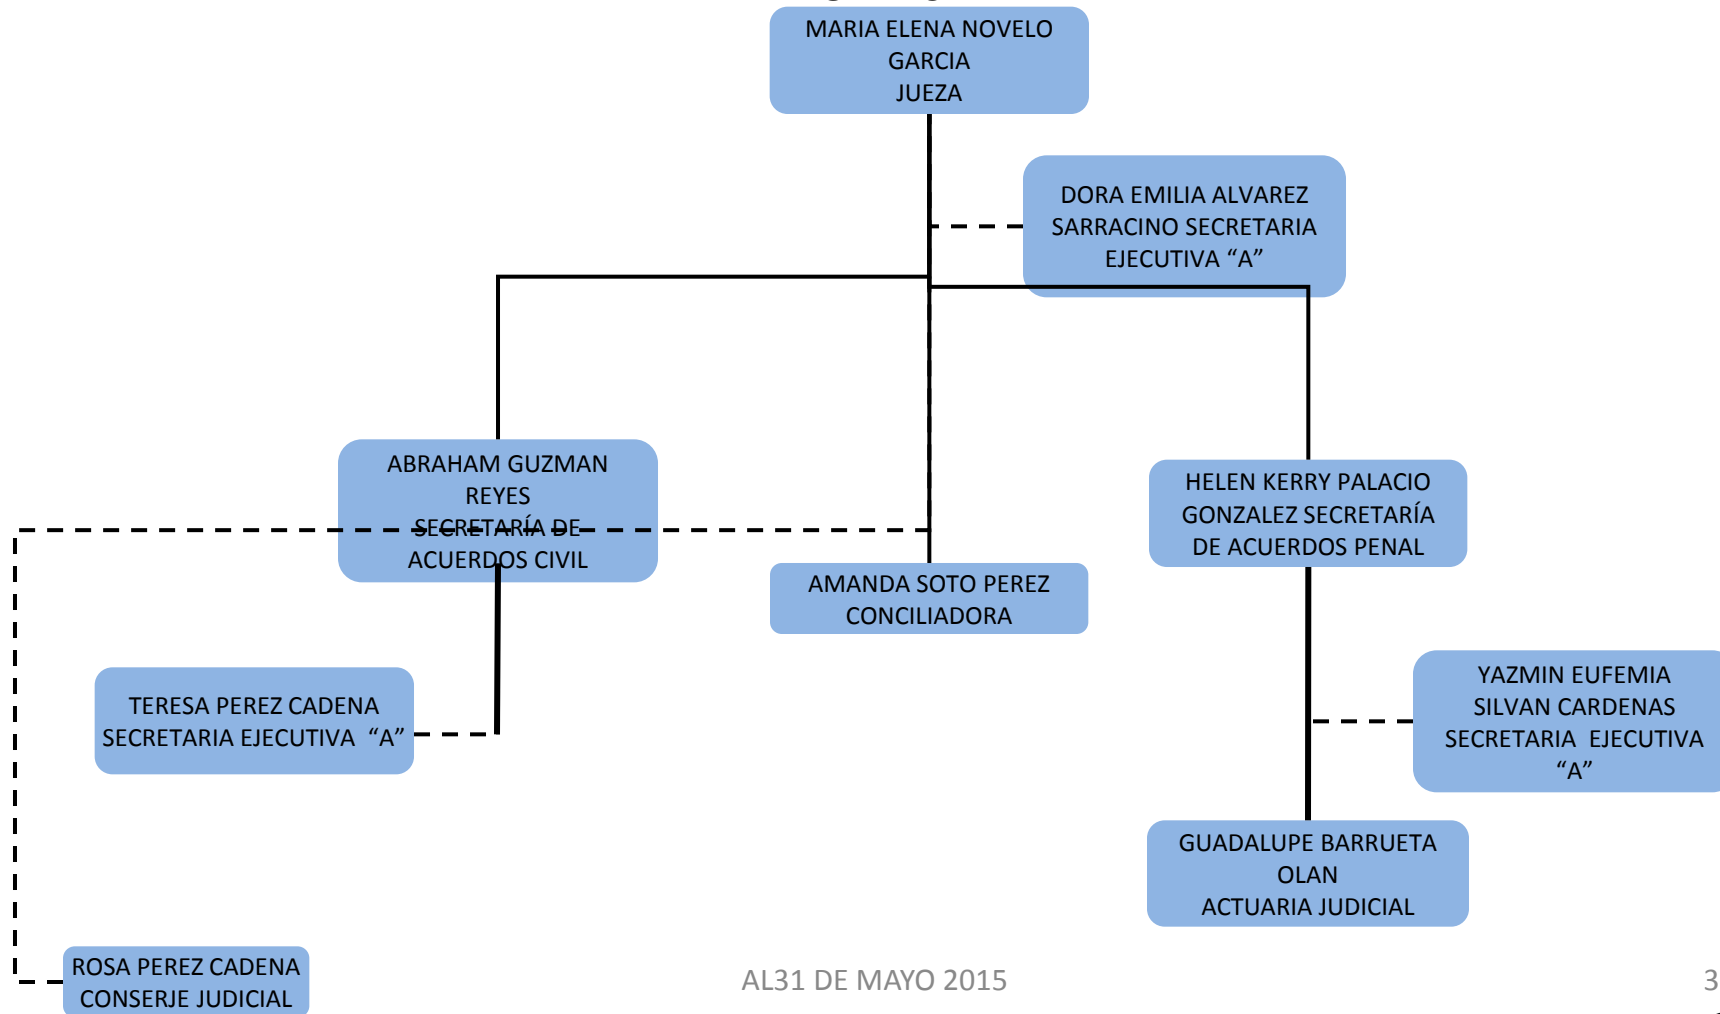 MARIA ELENA NOVELO
GARCIA
JUEZA
DORA EMILIA ALVAREZ
SARRACINO SECRETARIA
EJECUTIVA “A”
ABRAHAM GUZMAN
REYES
SECRETARÍA DE
ACUERDOS CIVIL
HELEN KERRY PALACIO
GONZALEZ SECRETARÍA
DE ACUERDOS PENAL
AMANDA SOTO PEREZ
CONCILIADORA
TERESA PEREZ CADENA
SECRETARIA EJECUTIVA “A”
YAZMIN EUFEMIA
SILVAN CARDENAS
SECRETARIA EJECUTIVA
“A”
GUADALUPE BARRUETA
OLAN
ACTUARIA JUDICIAL
ROSA PEREZ CADENA
CONSERJE JUDICIAL
AL31 DE MAYO 2015
3